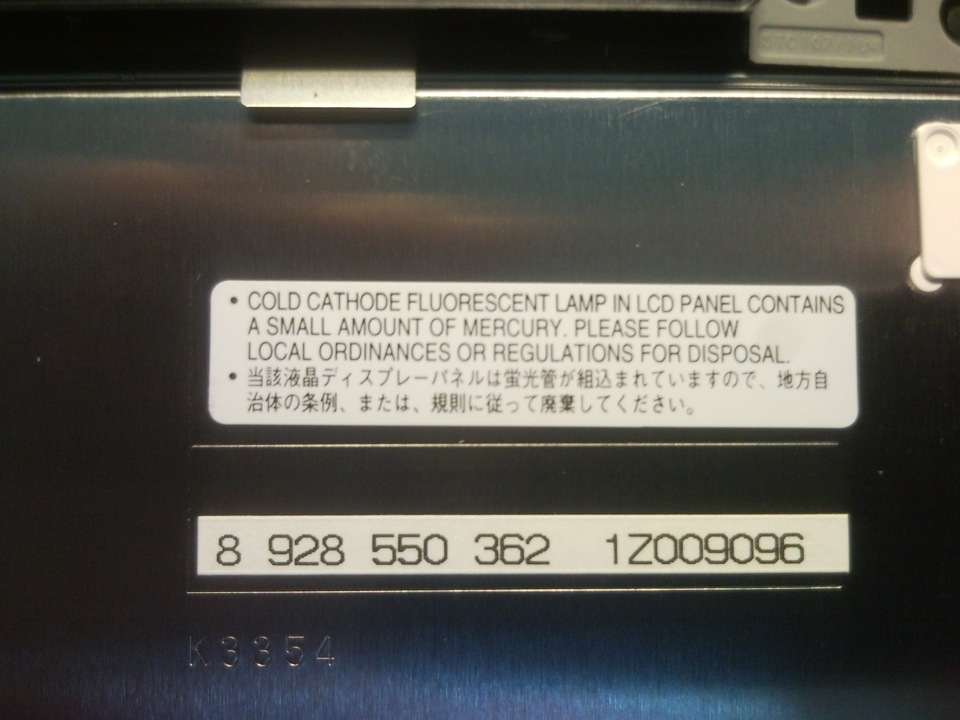 • COLD CATHODE FLUORESCENT LAMP IN LCD PANEL CONTAINS
A SMALL AMOUNT OF MERCURY. PLEASE FOLLOW
LOCAL ORDINANCES OR REGULATIONS FOR DISPOSAL.
• 当該液晶ディスプレーパネルは蛍光管が組込まれていますので、地方自
治体の条例、または、規則に従って廃棄してください。
8 928 550 362 1Z009096
K3354